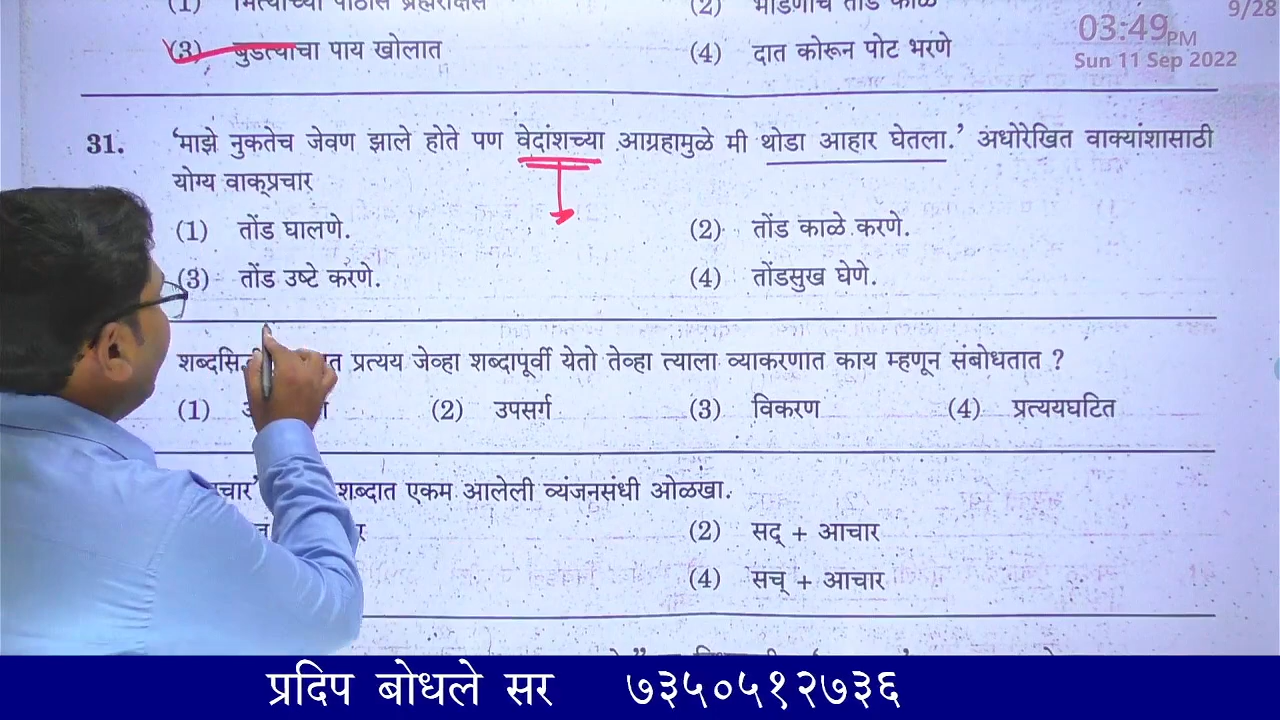 (2)
9/28
03:49PM
(3) बुडत्याचा पाय खोलात
(4) दात कोरून पोट भरणे
Sun 11 Sep 2022
31. ‘माझे नुकतेच जेवण झाले होते पण वेदांशच्या आग्रहामुळे मी थोडा आहार घेतला.’ अधोरेखित वाक्यांशासाठी
योग्य वाक्प्रचार
(1) तोंड घालणे.
(2) तोंड काळे करणे.
(3) तोंड उष्टे करणे.
(4) तोंडसुख घेणे.
प्रत्यय जेव्हा शब्दापूर्वी येतो तेव्हा त्याला व्याकरणात काय म्हणून संबोधतात ?
(1)
(2) उपसर्ग
(3) विकरण
(4) प्रत्ययघटित
शब्दात एकम आलेली व्यंजनसंधी ओळखा.
(2) सद् + आचार
(4) सच् + आचार
प्रदिप बोधले सर ७३५०५१२७३६